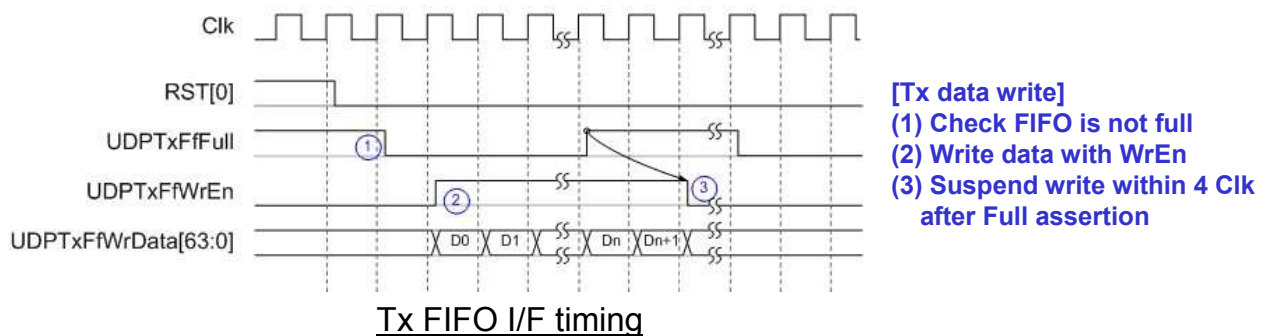 Clk
RST[0]
UDPTxFfFull
UDPTxFfWrEn
UDPTxFfWrData[63:0]
1
2
3
D0
D1
Dn
Dn+1
[Tx data write]
(1) Check FIFO is not full
(2) Write data with WrEn
(3) Suspend write within 4 Clk
after Full assertion
Tx FIFO I/F timing